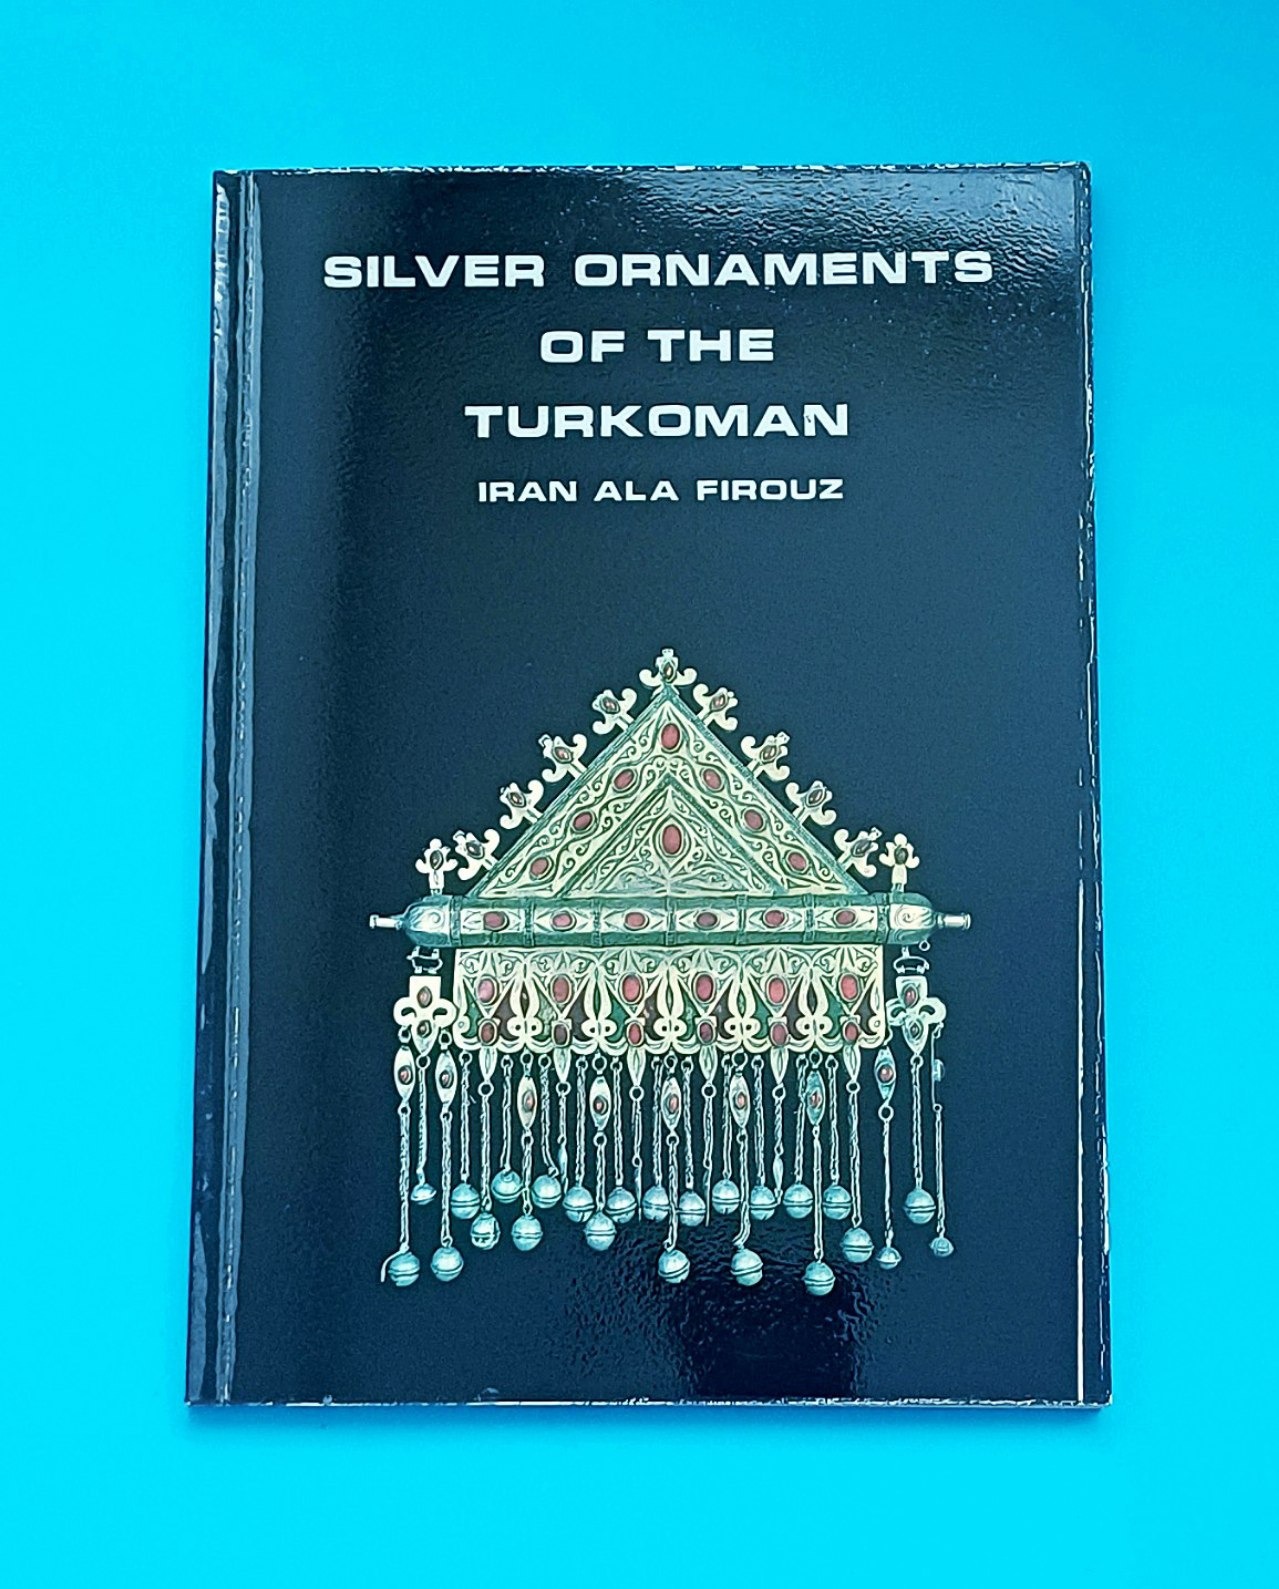 SILVER ORNAMENTS
OF THE
TURKOMAN
IRAN ALA FIROUZ